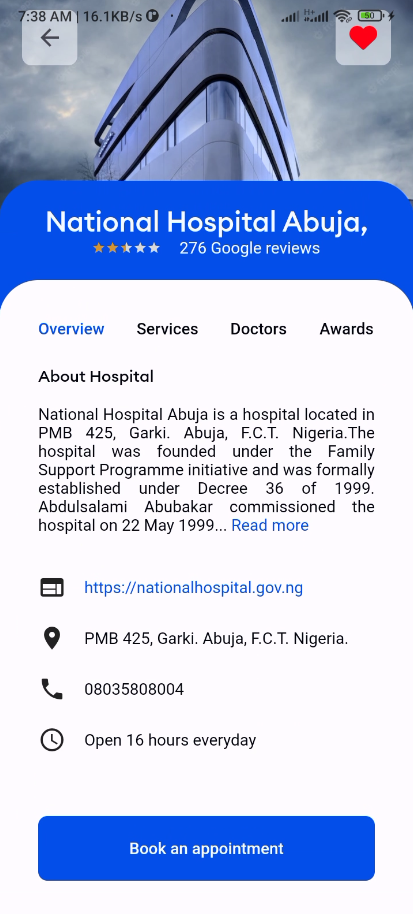 7:38 AM | 16.1KB/s
H+
50
National Hospital Abuja,
276 Google reviews
Overview Services Doctors Awards
About Hospital
National Hospital Abuja is a hospital located in
PMB 425, Garki. Abuja, F.C.T. Nigeria.The
hospital was founded under the Family
Support Programme initiative and was formally
established under Decree 36 of 1999.
Abdulsalami Abubakar commissioned the
hospital on 22 May 1999... Read more
https://nationalhospital.gov.ng
PMB 425, Garki. Abuja, F.C.T. Nigeria.
08035808004
Open 16 hours everyday
Book an appointment